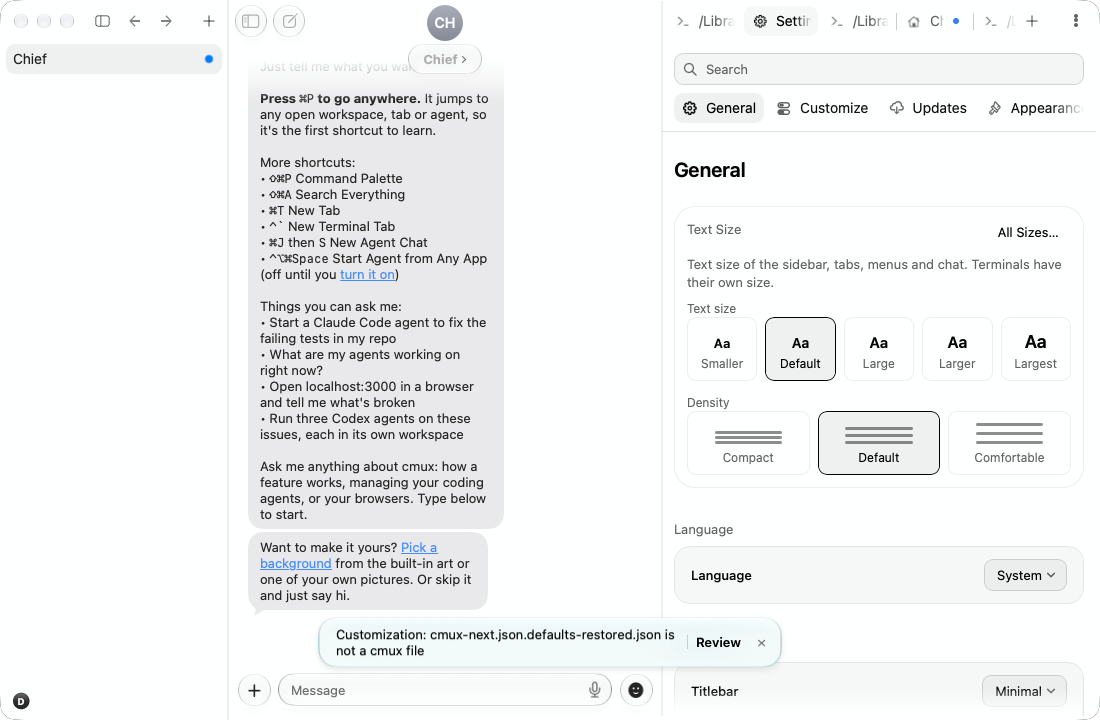 Chief
CH
Chief
Just tell me what you wan
Press ⌘P to go anywhere. It jumps to
any open workspace, tab or agent, so
it's the first shortcut to learn.
More shortcuts:
• ⇧⌘P Command Palette
• ⇧⌘A Search Everything
• ⌘T New Tab
• ^` New Terminal Tab
• ⌘J then S New Agent Chat
• ^⌥⌘Space Start Agent from Any App
(off until you turn it on)
Things you can ask me:
• Start a Claude Code agent to fix the
failing tests in my repo
• What are my agents working on
right now?
• Open localhost:3000 in a browser
and tell me what's broken
• Run three Codex agents on these
issues, each in its own workspace
Ask me anything about cmux: how a
feature works, managing your coding
agents, or your browsers. Type below
to start.
Want to make it yours? Pick a
background from the built-in art or
one of your own pictures. Or skip it
and just say hi.
Customization: cmux-next.json.defaults-restored.json is
not a cmux file
Review
Message
D
/Libra
Settin
/Libra
Ch
Search
General
Customize
Updates
Appearanc
General
Text Size
All Sizes...
Text size of the sidebar, tabs, menus and chat. Terminals have
their own size.
Text size
Aa Aa Aa Aa Aa
Smaller Default Large Larger Largest
Density
Compact Default Comfortable
Language
Language
System
Titlebar
Minimal